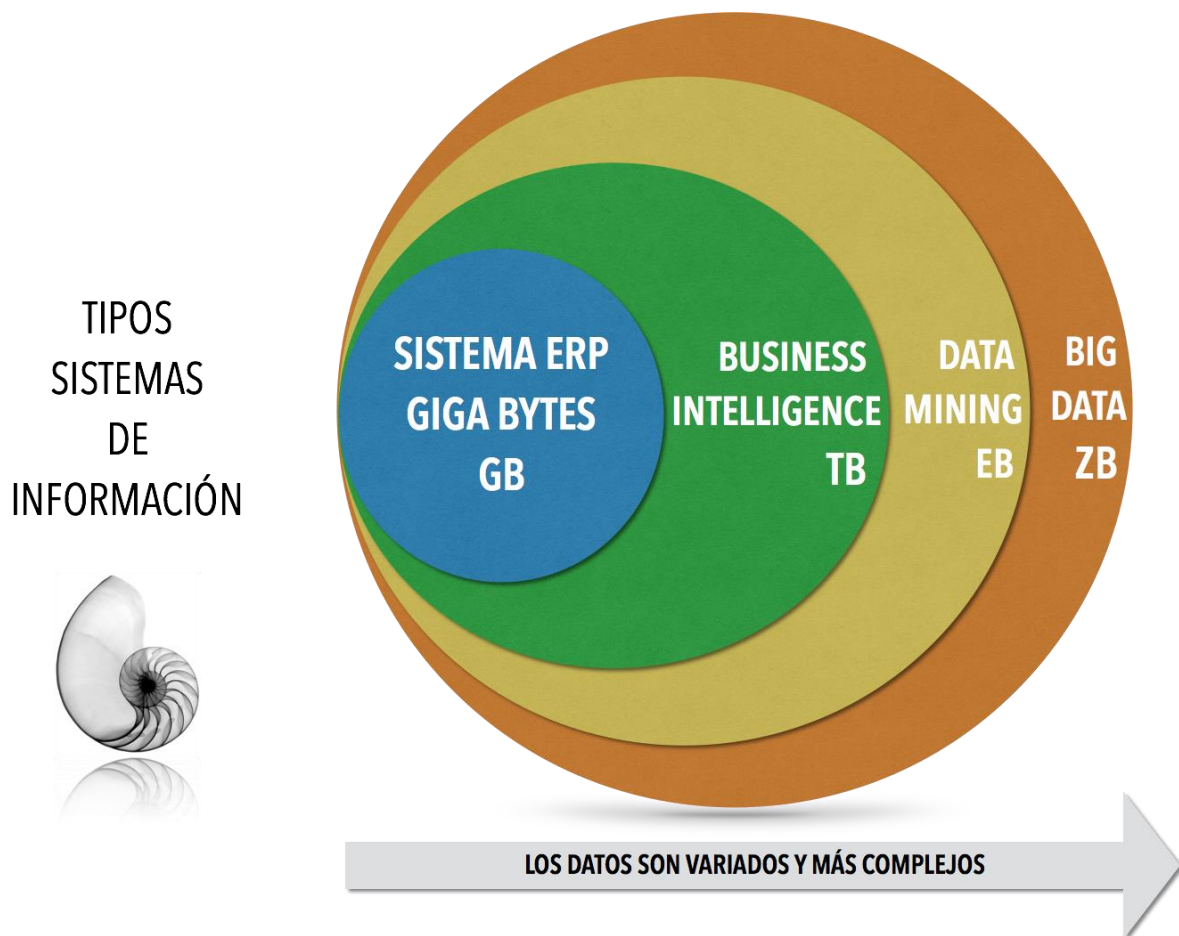 TIPOS
SISTEMAS
DE
INFORMACIÓN
SISTEMA ERP
GIGA BYTES
GB
BUSINESS
INTELLIGENCE
TB
DATA
MINING
EB
BIG
DATA
ZB
LOS DATOS SON VARIADOS Y MÁS COMPLEJOS